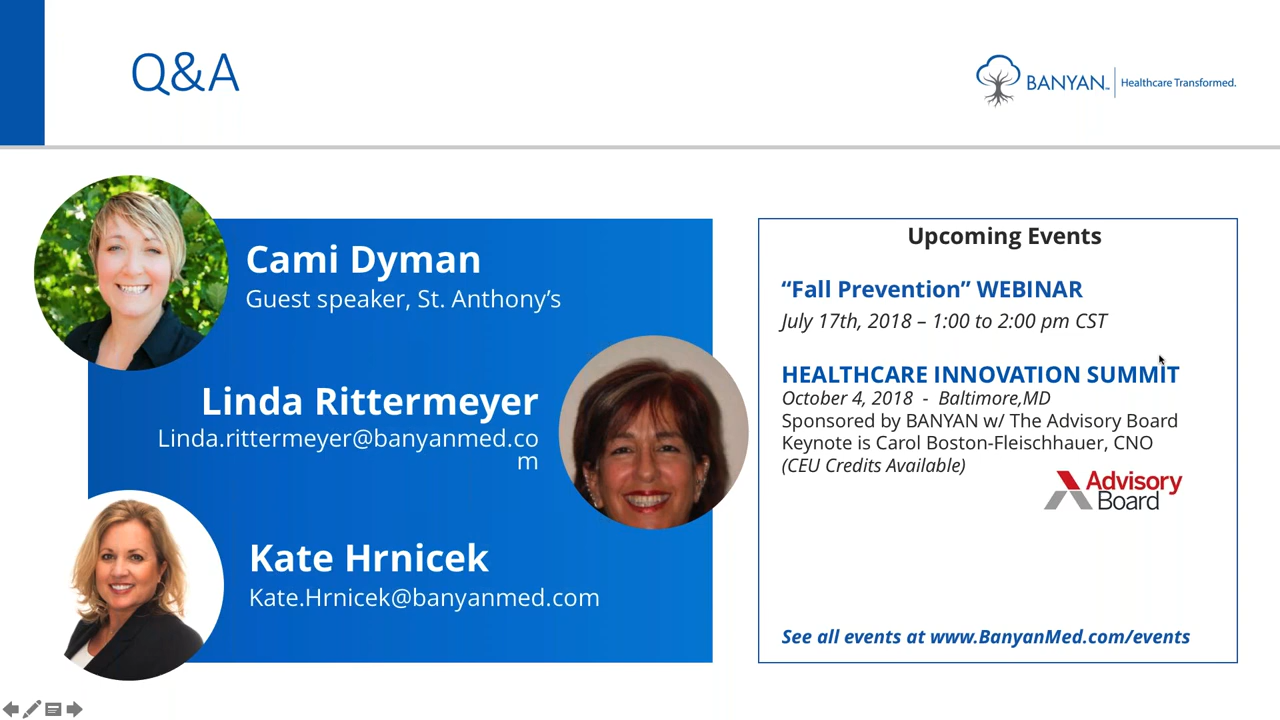 Q&A
BANYAN™ Healthcare Transformed.
Cami Dyman
Guest speaker, St. Anthony’s
Linda Rittermeyer
Linda.rittermeyer@banyanmed.co
m
Kate Hrnicek
Kate.Hrnicek@banyanmed.com
Upcoming Events
“Fall Prevention” WEBINAR
July 17th, 2018 – 1:00 to 2:00 pm CST
HEALTHCARE INNOVATION SUMMIT
October 4, 2018 - Baltimore,MD
Sponsored by BANYAN w/ The Advisory Board
Keynote is Carol Boston-Fleischhauer, CNO
(CEU Credits Available)
Advisory
Board
See all events at www.BanyanMed.com/events